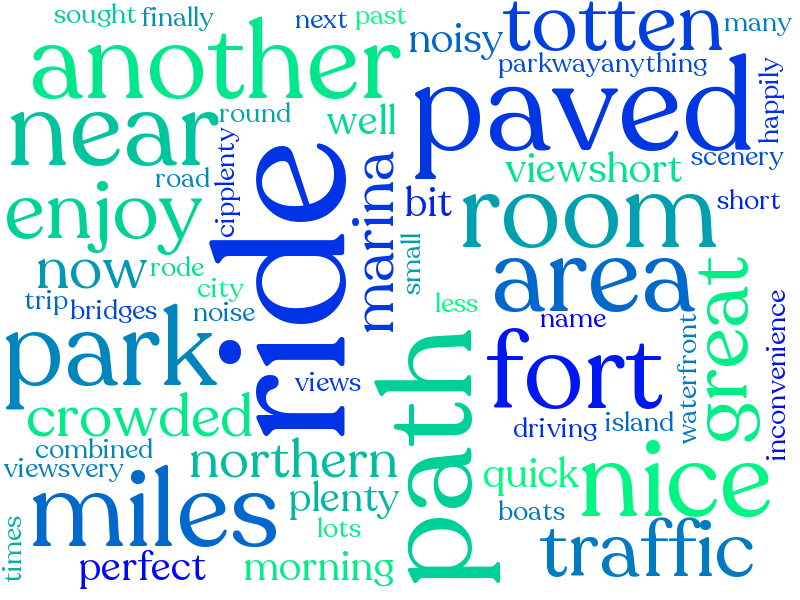 sought
finally
next
past
noisy
totten
many
another
parkwayanything
happily
near
round
well
paved
cipplenty
viewshort
scenery
road
enjoy
ride
marina
bit
room
short
now
rode
small
area
great
trip
bridges
city
noise
less
name
inconvenience
park
views
path
fort
waterfront
crowded
driving
island
combined
viewsvery
northern
quick
nice
miles
plenty
boats
times
lots
traffic
perfect
morning